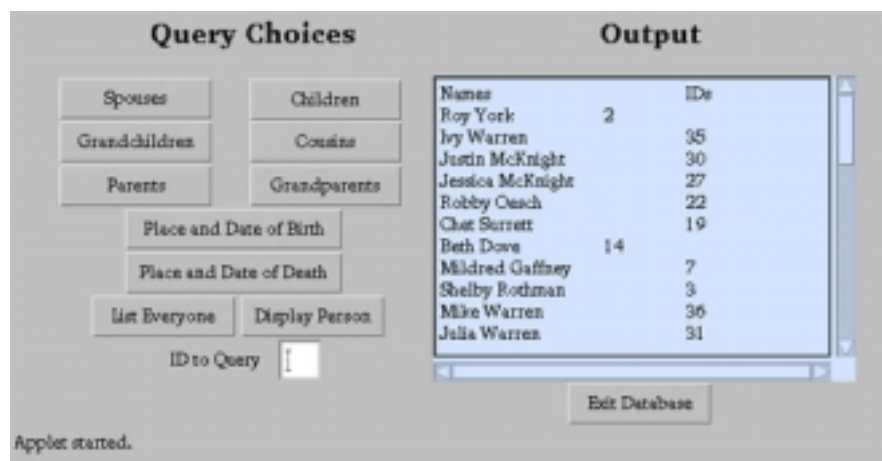 Query Choices
Spouses Children
Grandchildren Cousins
Parents Grandparents
Place and Date of Birth
Place and Date of Death
List Everyone Display Person
ID to Query
Output
Names IDs
Roy York 2
Ivy Warren 35
Justin McKnight 30
Jessica McKnight 27
Robby Oesch 22
Chet Surrett 19
Beth Dove 14
Mildred Gaffney 7
Shelby Rothman 3
Mike Warren 36
Julia Warren 31
Exit Database
Applet started.